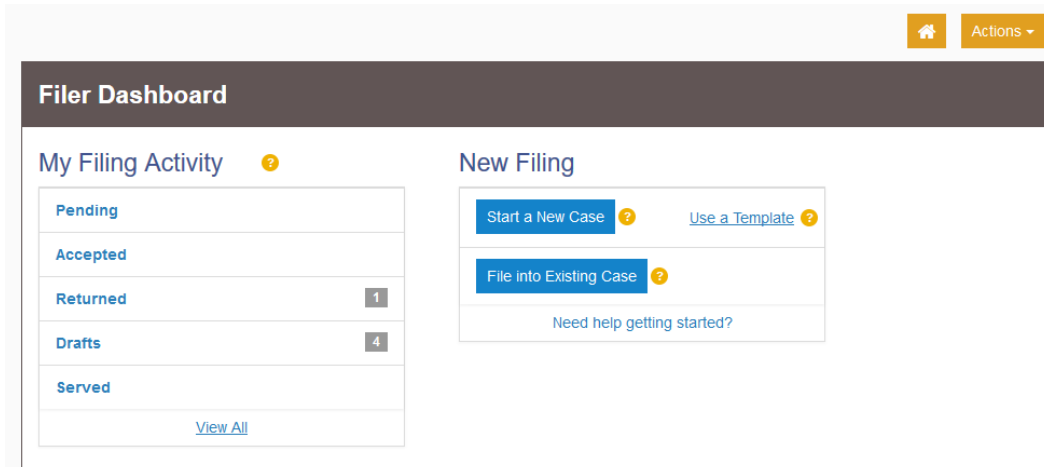 Actions
Filer Dashboard
My Filing Activity ?
Pending
Accepted
Returned 1
Drafts 4
Served
View All
New Filing
Start a New Case ? Use a Template ?
File into Existing Case ?
Need help getting started?